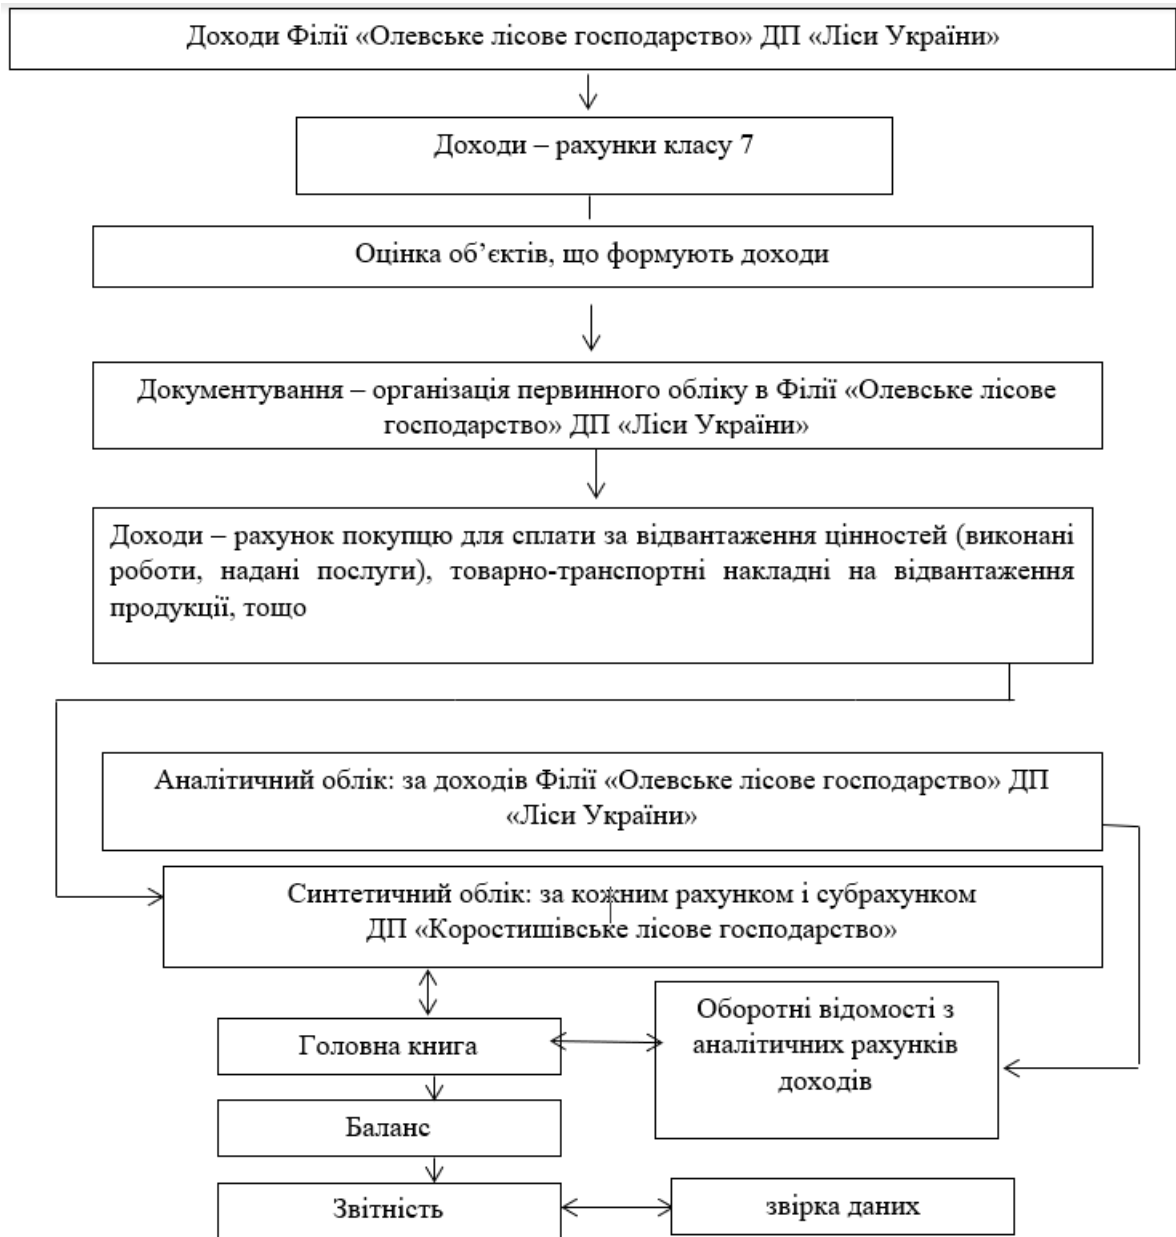 Доходи Філії «Олевське лісове господарство» ДП «Ліси України»
Доходи – рахунки класу 7
Оцінка об’єктів, що формують доходи
Документування – організація первинного обліку в Філії «Олевське лісове
господарство» ДП «Ліси України»
Доходи – рахунок покупцю для сплати за відвантаження цінностей (виконані
роботи, надані послуги), товарно-транспортні накладні на відвантаження
продукції, тощо
Аналітичний облік: за доходів Філії «Олевське лісове господарство» ДП
«Ліси України»
Синтетичний облік: за кожним рахунком і субрахунком
ДП «Коростишівське лісове господарство»
Оборотні відомості з
аналітичних рахунків
доходів
Головна книга
Баланс
Звітність
звірка даних